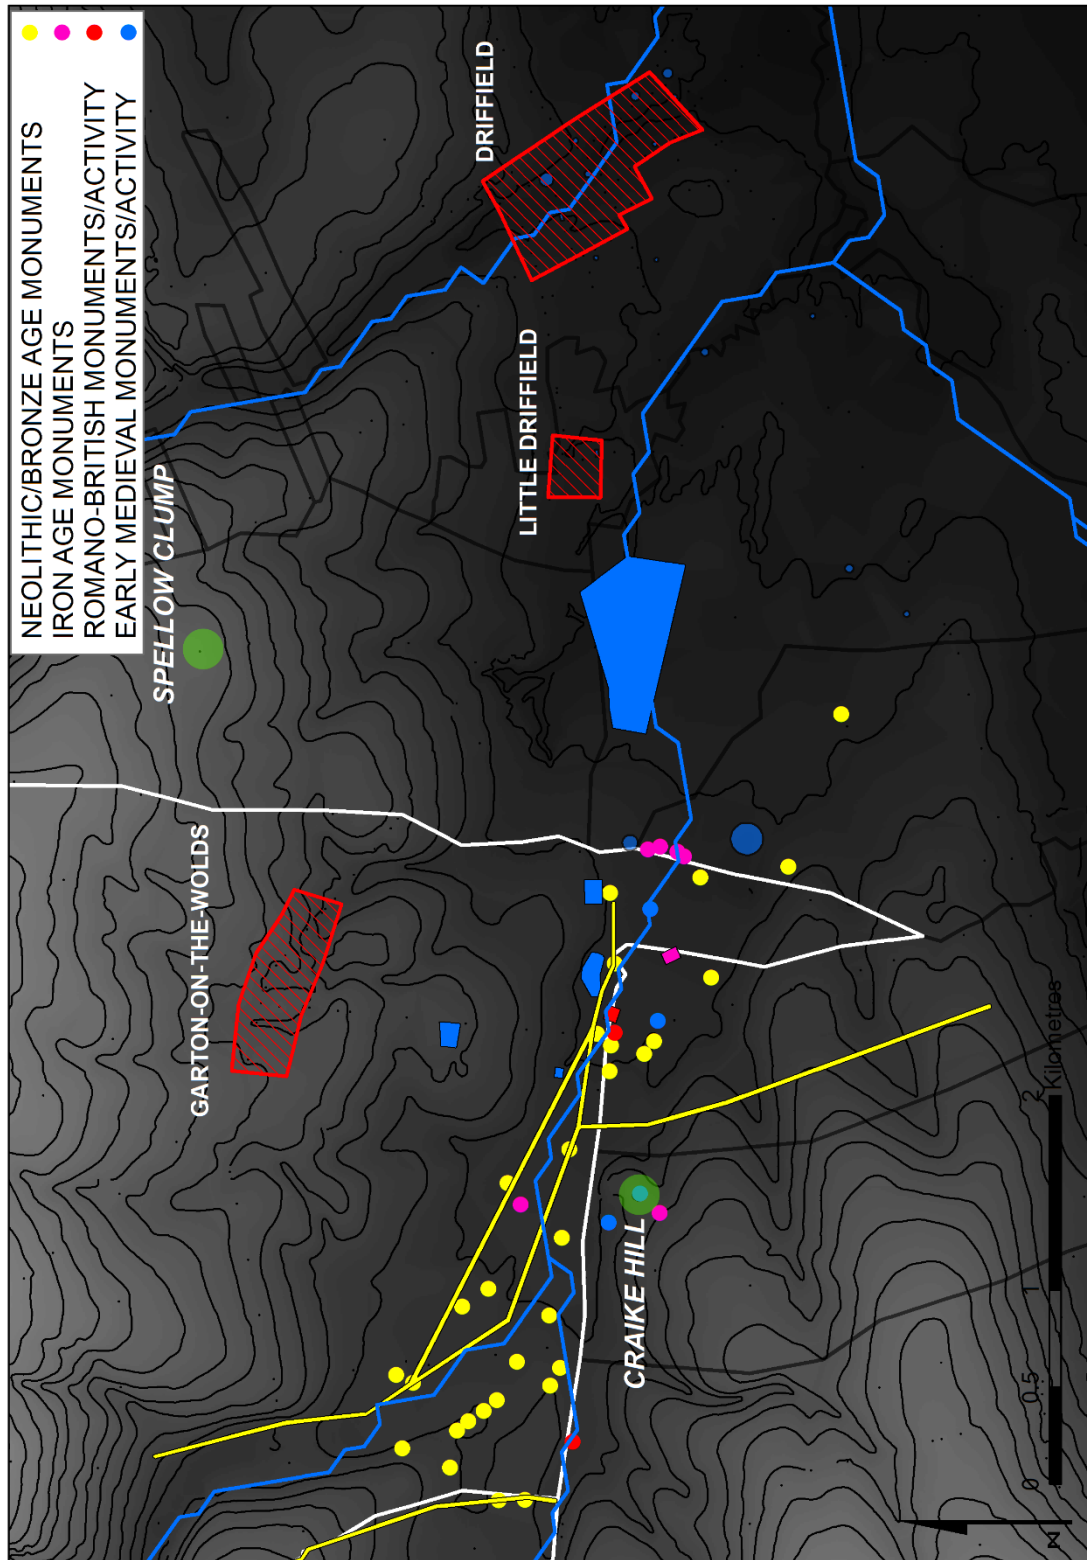 NEOLITHIC/BRONZE AGE MONUMENTS
IRON AGE MONUMENTS
ROMANO-BRITISH MONUMENTS/ACTIVITY
EARLY MEDIEVAL MONUMENTS/ACTIVITY
SPELLOW CLUMP
GARTON-ON-THE-WOLDS
DRIFFIELD
LITTLE DRIFFIELD
CRAIKE HILL
N
0 0.5 1 2
Kilometres